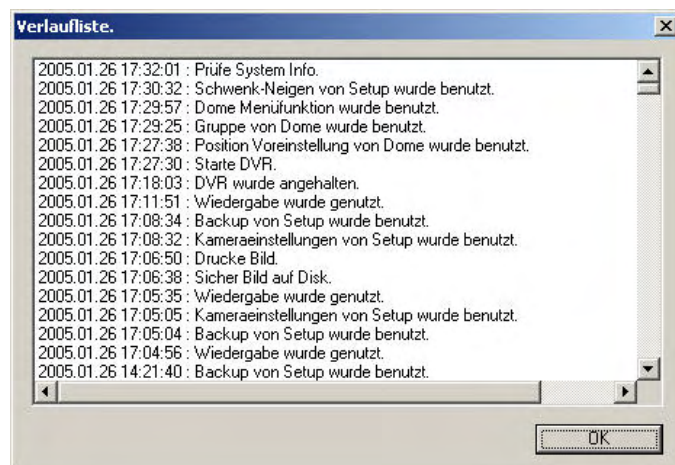 Verlaufliste.
2005.01.26 17:32:01 : Prüfe System Info.
2005.01.26 17:30:32 : Schwenk-Neigen von Setup wurde benutzt.
2005.01.26 17:29:57 : Dome Menüfunktion wurde benutzt.
2005.01.26 17:29:25 : Gruppe von Dome wurde benutzt.
2005.01.26 17:27:38 : Position Voreinstellung von Dome wurde benutzt.
2005.01.26 17:27:30 : Starte DVR.
2005.01.26 17:18:03 : DVR wurde angehalten.
2005.01.26 17:11:51 : Wiedergabe wurde genutzt.
2005.01.26 17:08:34 : Backup von Setup wurde benutzt.
2005.01.26 17:08:32 : Kameraeinstellungen von Setup wurde benutzt.
2005.01.26 17:06:50 : Drucke Bild.
2005.01.26 17:06:38 : Sicher Bild auf Disk.
2005.01.26 17:05:35 : Wiedergabe wurde genutzt.
2005.01.26 17:05:05 : Kameraeinstellungen von Setup wurde benutzt.
2005.01.26 17:05:04 : Backup von Setup wurde benutzt.
2005.01.26 17:04:56 : Wiedergabe wurde genutzt.
2005.01.26 14:21:40 : Backup von Setup wurde benutzt.
OK